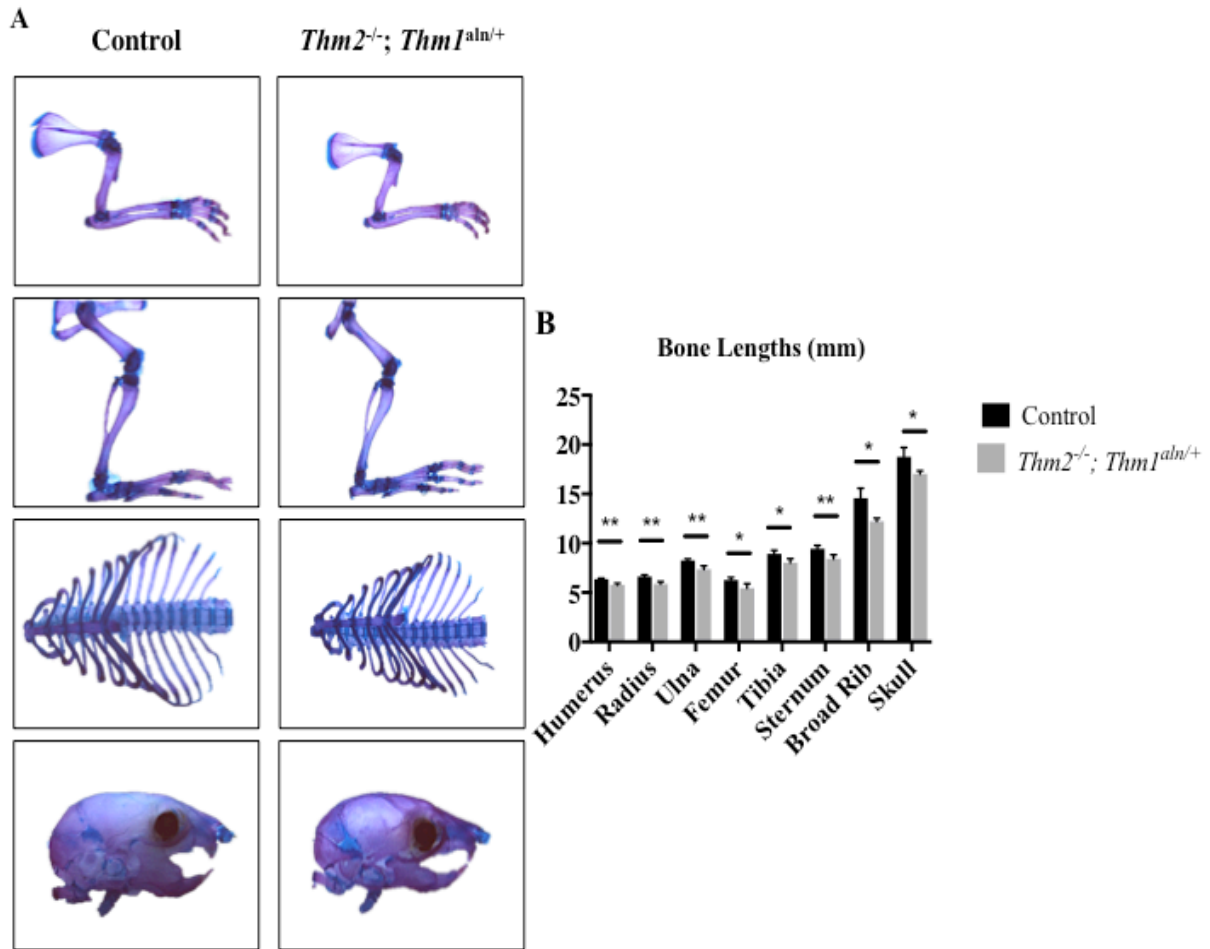 A
Control
Thm2-/-; Thm1aln/+
B
Bone Lengths (mm)
25
20
15
10
5
0
**
**
**
*
*
**
*
*
Humerus
Radius
Ulna
Femur
Tibia
Sternum
Broad Rib
Skull
Control
Thm2-/-; Thm1aln/+